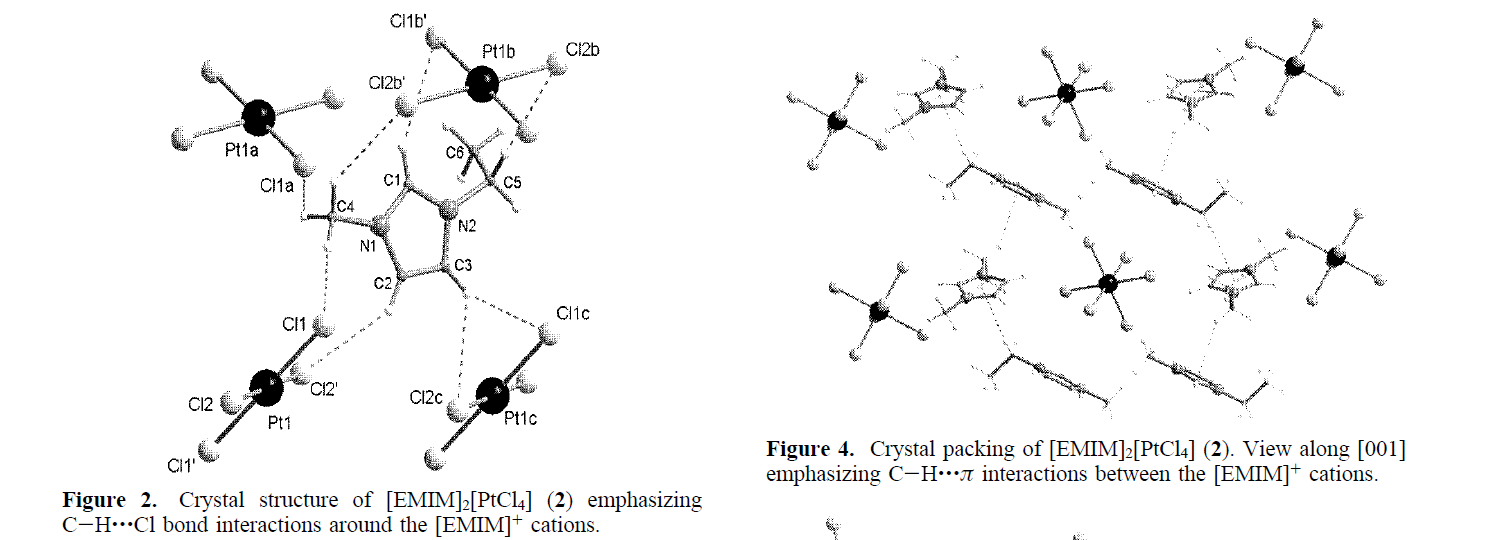 Cl1b'
Pt1b
Cl2b
Cl2b'
Pt1a
C6
Cl1a
C1
C5
C4
N1
N2
C2
C3
Cl1
Cl1c
Cl2'
Cl2
Cl2c
Pt1
Pt1c
Cl1'
Figure 2. Crystal structure of [EMIM]₂[PtCl₄] (2) emphasizing
C−H···Cl bond interactions around the [EMIM]⁺ cations.
Figure 4. Crystal packing of [EMIM]₂[PtCl₄] (2). View along [001]
emphasizing C−H···π interactions between the [EMIM]⁺ cations.